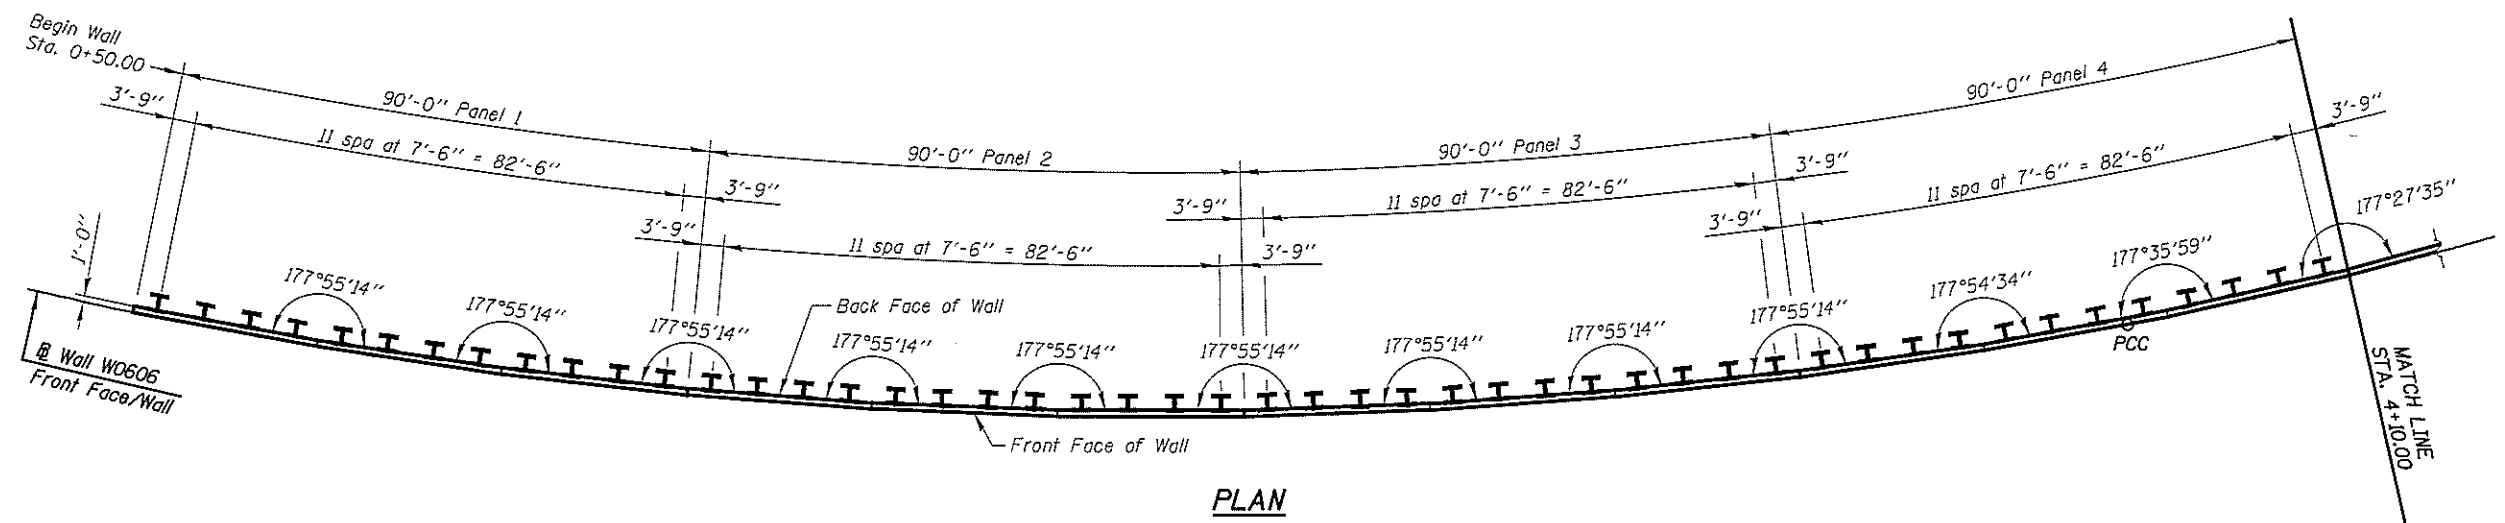 Begin Wall
Sta. 0+50.00
90'-0" Panel 1
90'-0" Panel 2
90'-0" Panel 3
90'-0" Panel 4
3'-9"
11 spa at 7'-6" = 82'-6"
3'-9"
3'-9"
11 spa at 7'-6" = 82'-6"
3'-9"
3'-9"
11 spa at 7'-6" = 82'-6"
3'-9"
3'-9"
11 spa at 7'-6" = 82'-6"
3'-9"
1'-0"
177°55'14"
177°55'14"
177°55'14"
177°55'14"
177°55'14"
177°55'14"
177°55'14"
177°55'14"
177°55'14"
177°54'34"
177°35'59"
177°27'35"
Back Face of Wall
Front Face of Wall
PCC
℞ Wall W0606
Front Face/Wall
MATCH LINE
STA. 4+10.00
PLAN